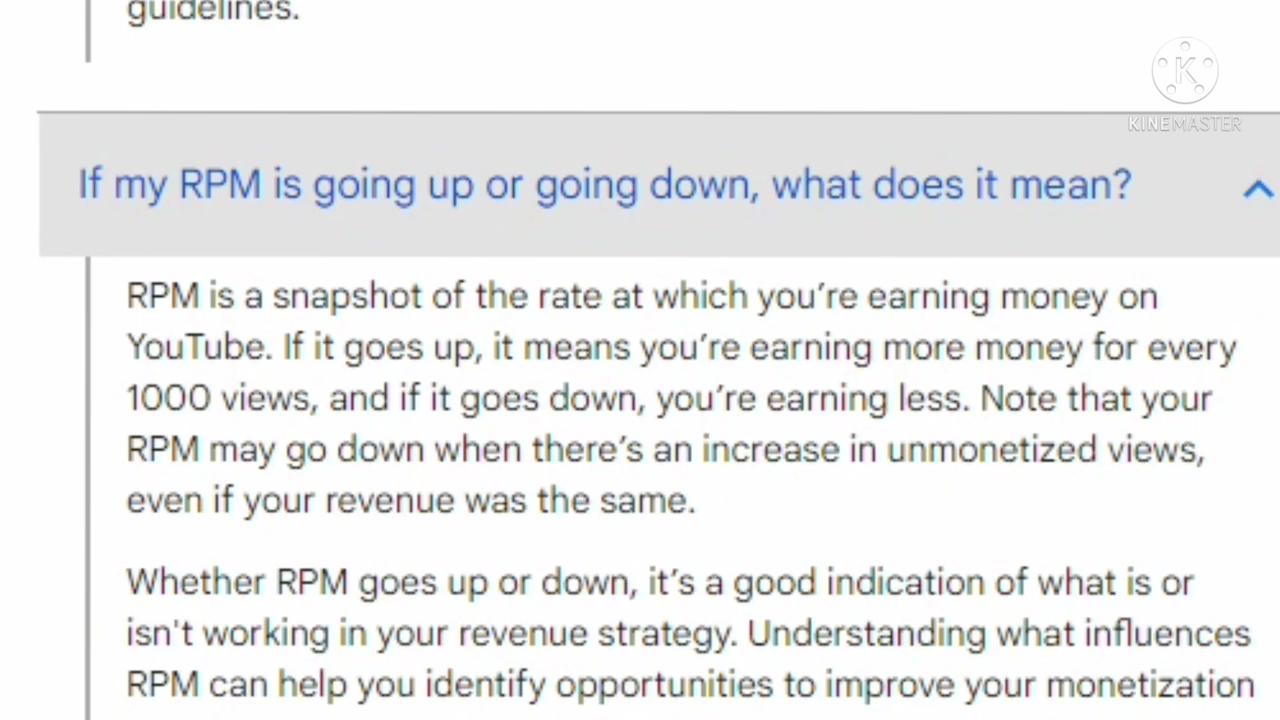 guidelines.
KINEMASTER
If my RPM is going up or going down, what does it mean?
RPM is a snapshot of the rate at which you’re earning money on
YouTube. If it goes up, it means you’re earning more money for every
1000 views, and if it goes down, you’re earning less. Note that your
RPM may go down when there’s an increase in unmonetized views,
even if your revenue was the same.
Whether RPM goes up or down, it’s a good indication of what is or
isn't working in your revenue strategy. Understanding what influences
RPM can help you identify opportunities to improve your monetization